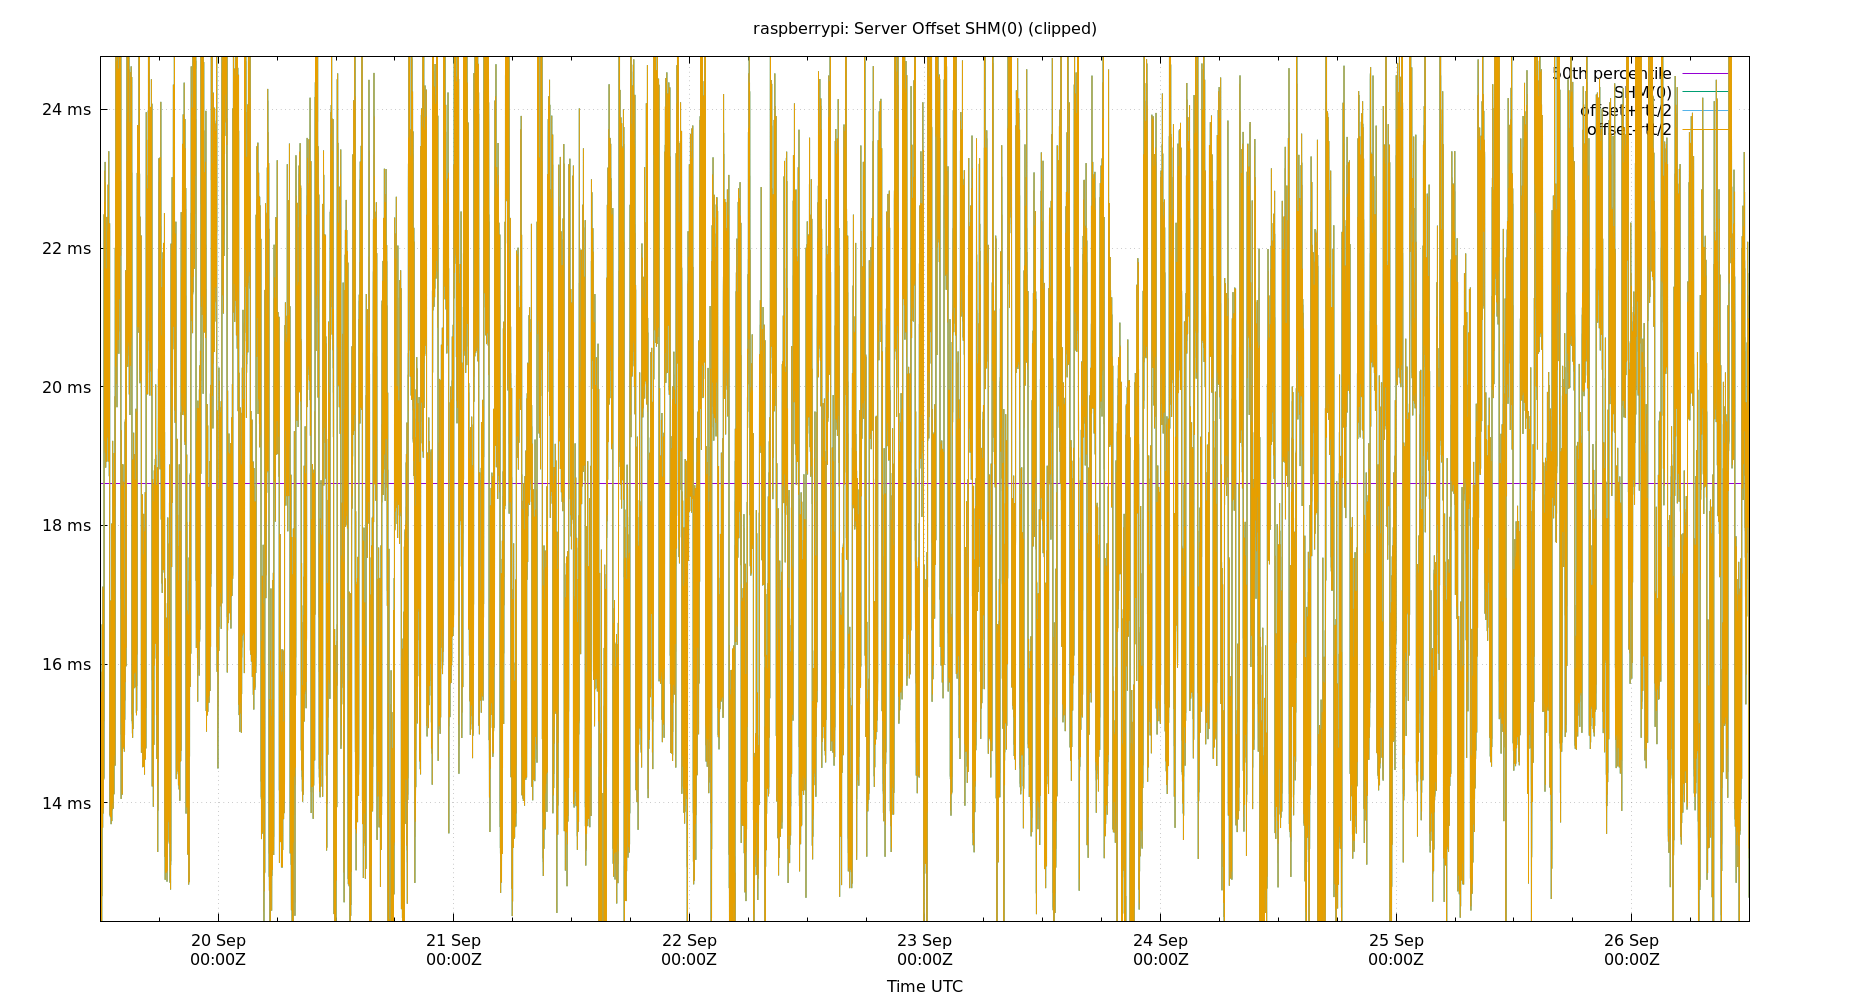 raspberrypi: Server Offset SHM(0) (clipped)
50th percentile
SHM(0)
offset+rtt/2
offset-rtt/2
24 ms
22 ms
20 ms
18 ms
16 ms
14 ms
20 Sep 21 Sep 22 Sep 23 Sep 24 Sep 25 Sep 26 Sep
00:00Z 00:00Z 00:00Z 00:00Z 00:00Z 00:00Z 00:00Z
Time UTC